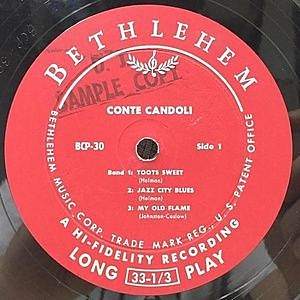 BETHLEHEM
SAMPLE COPY
CONTE CANDOLI
BCP-30
Side 1
Band 1: TOOTS SWEET
(Holman)
2: JAZZ CITY BLUES
(Holman)
3: MY OLD FLAME
(Johnston-Coslow)
BETHLEHEM MUSIC CORP. TRADE MARK-REG., U.S. PATENT OFFICE
A HI-FIDELITY RECORDING
LONG 33-1/3 PLAY